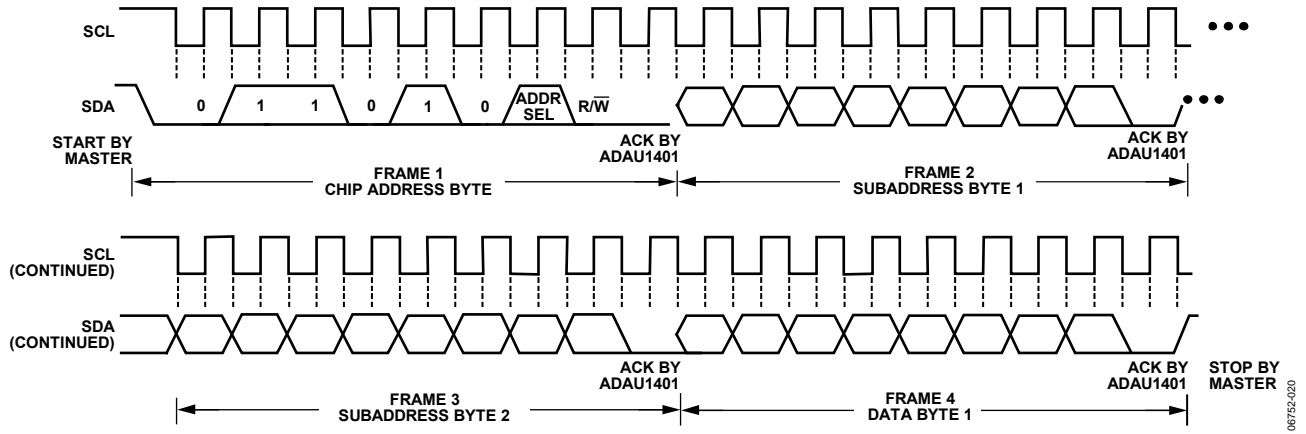 SCL
SDA
0 1 1 0 1 0 ADDR SEL R/W̅
START BY
MASTER
ACK BY
ADAU1401
ACK BY
ADAU1401
FRAME 1
CHIP ADDRESS BYTE
FRAME 2
SUBADDRESS BYTE 1
SCL
(CONTINUED)
SDA
(CONTINUED)
ACK BY
ADAU1401
ACK BY
ADAU1401
STOP BY
MASTER
FRAME 3
SUBADDRESS BYTE 2
FRAME 4
DATA BYTE 1
06752-020